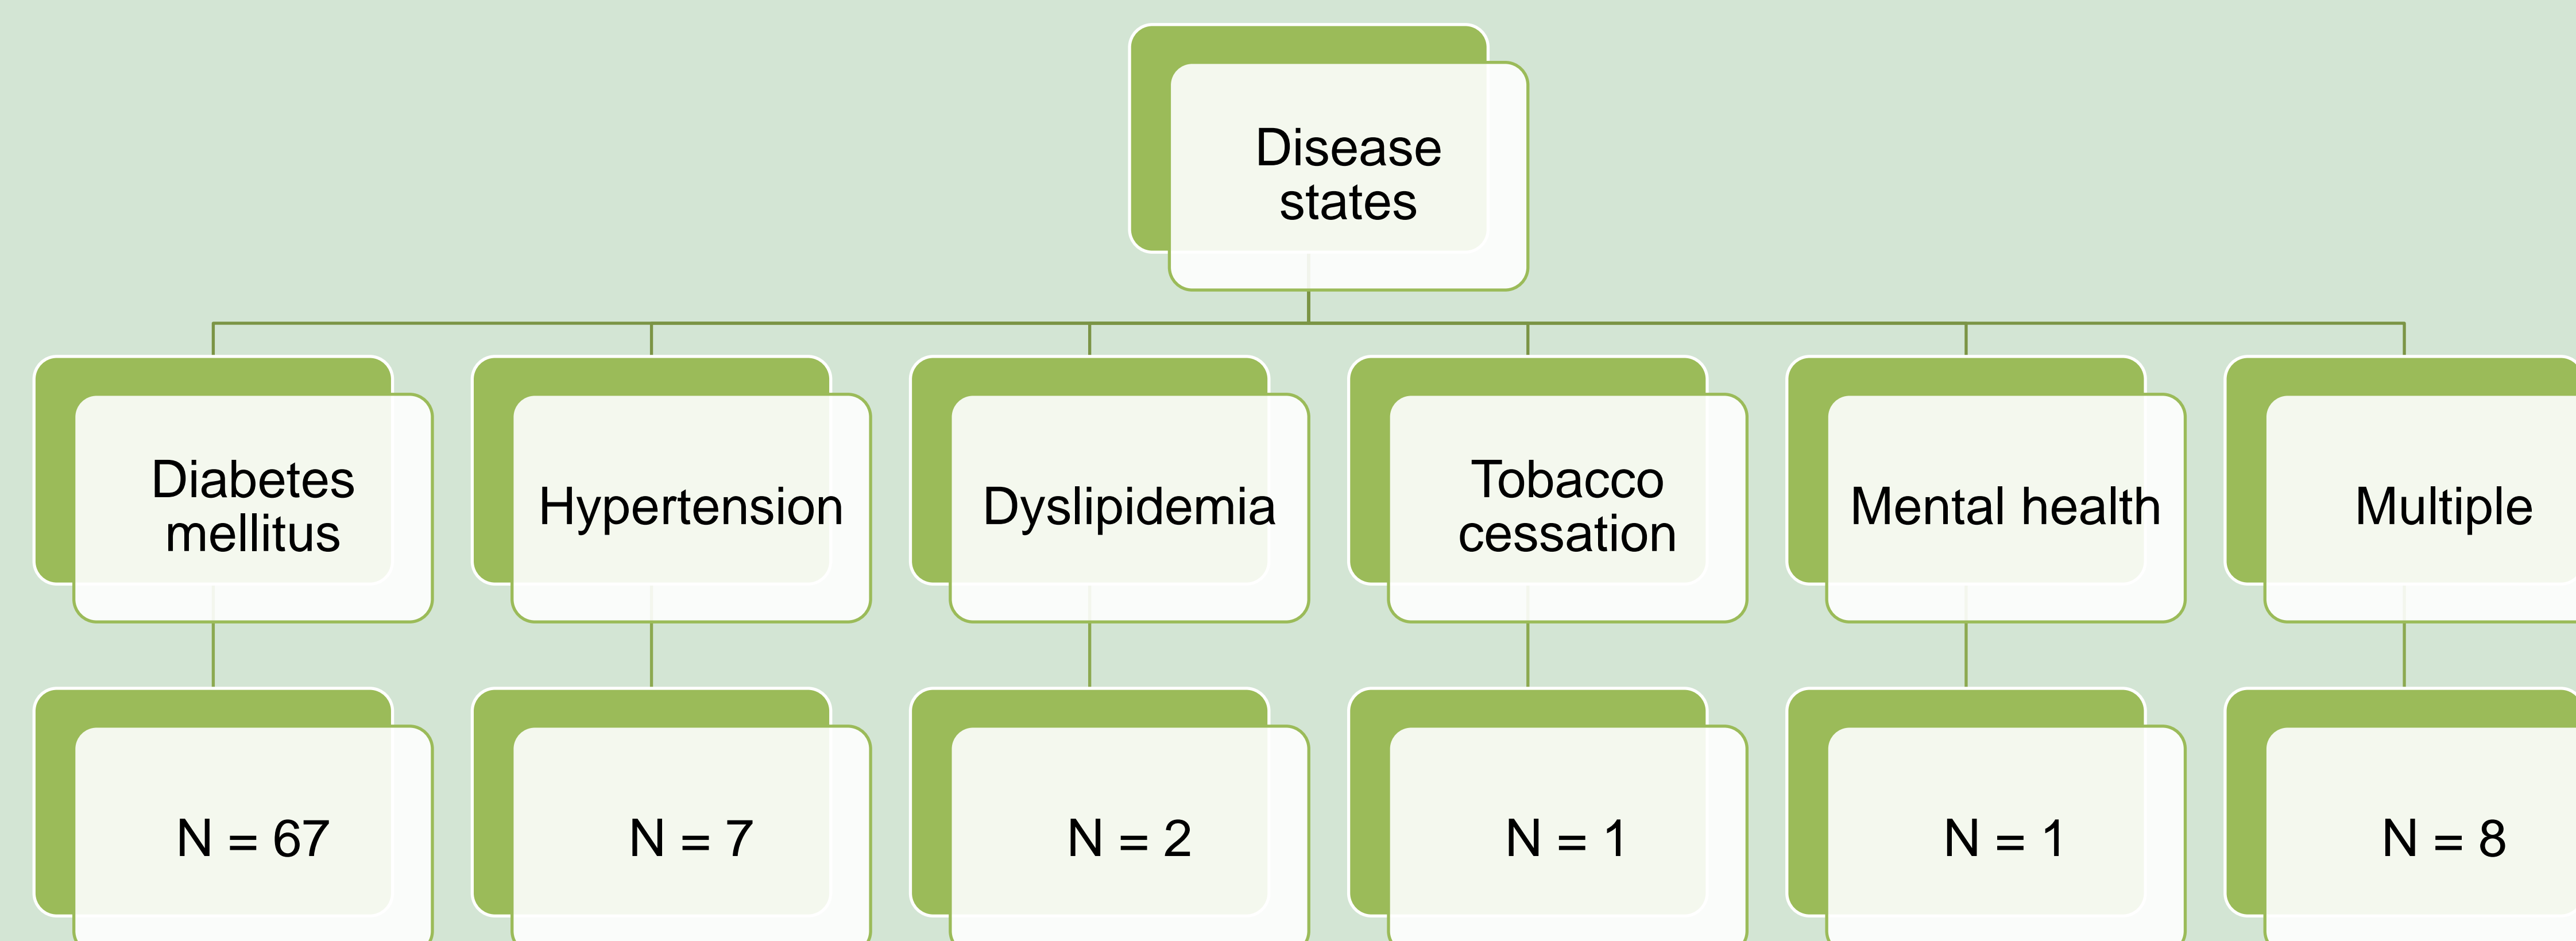 Disease
states
Diabetes
mellitus
Hypertension
Dyslipidemia
Tobacco
cessation
Mental health
Multiple
N = 67
N = 7
N = 2
N = 1
N = 1
N = 8